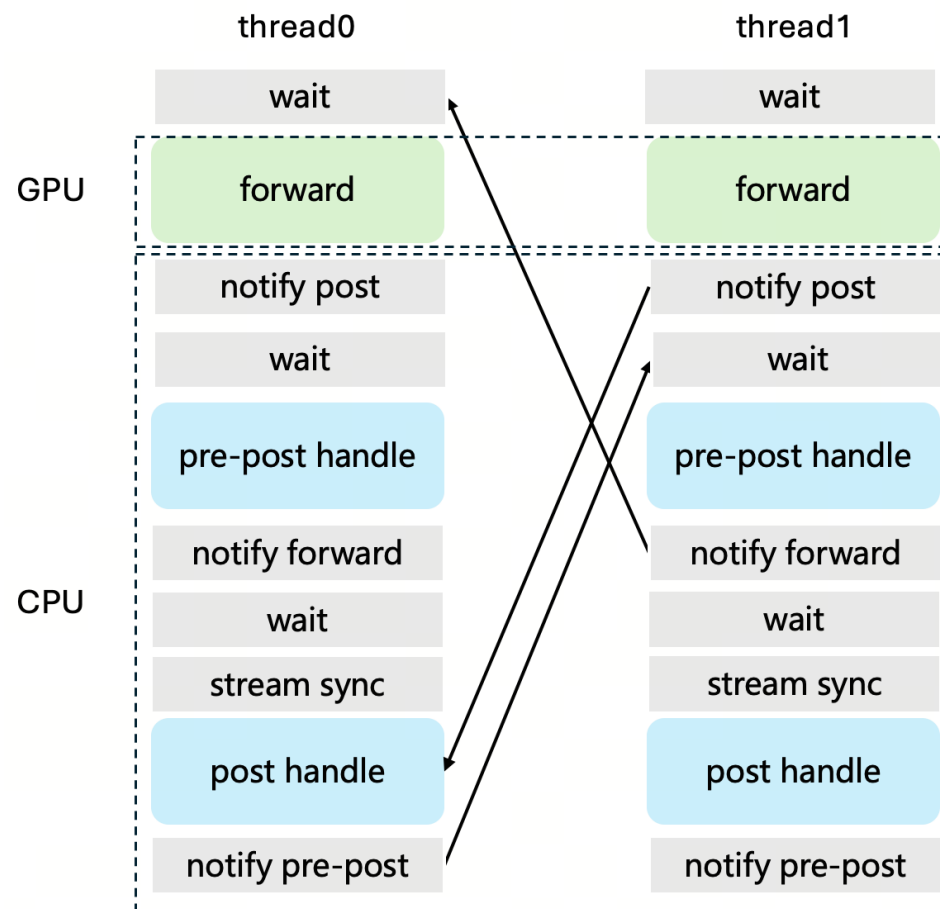 thread0
thread1
wait
wait
GPU
forward
forward
notify post
notify post
wait
wait
pre-post handle
pre-post handle
notify forward
notify forward
CPU
wait
wait
stream sync
stream sync
post handle
post handle
notify pre-post
notify pre-post